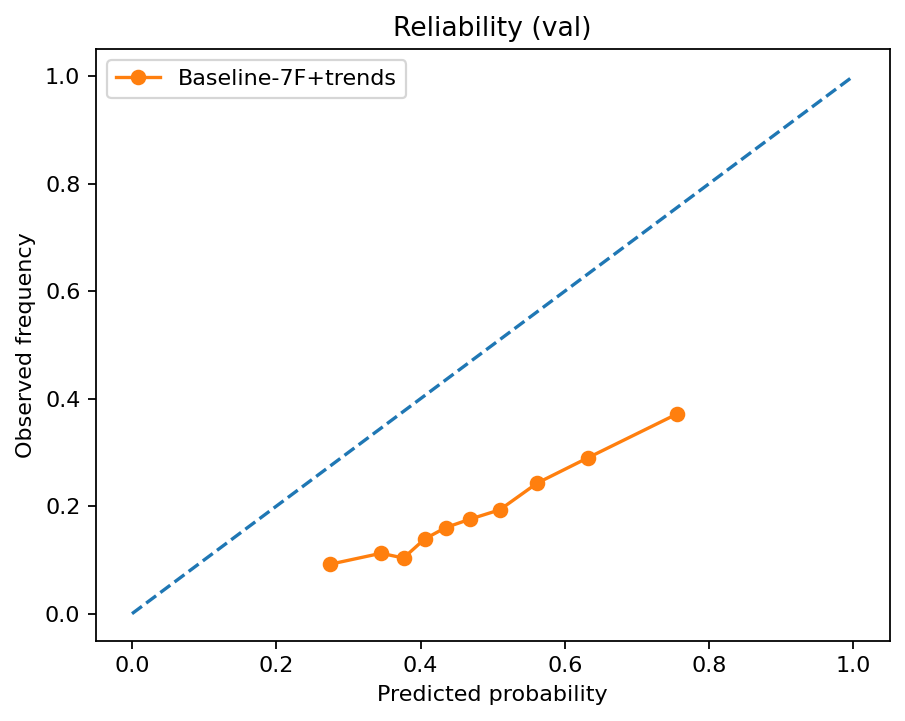 Reliability (val)
Baseline-7F+trends
1.0
0.8
0.6
0.4
0.2
0.0
Observed frequency
0.0 0.2 0.4 0.6 0.8 1.0
Predicted probability